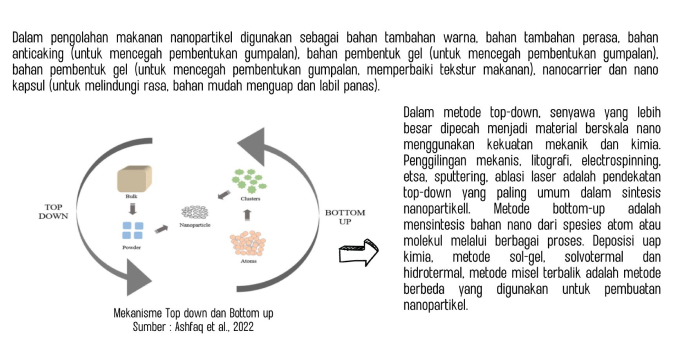 Dalam pengolahan makanan nanopartikel digunakan sebagai bahan tambahan warna, bahan tambahan perasa, bahan
anticaking (untuk mencegah pembentukan gumpalan), bahan pembentuk gel (untuk mencegah pembentukan gumpalan),
bahan pembentuk gel (untuk mencegah pembentukan gumpalan, memperbaiki tekstur makanan), nanocarrier dan nano
kapsul (untuk melindungi rasa, bahan mudah menguap dan labil panas).
TOP
DOWN
Bulk
Powder
Nanoparticle
Clusters
Atoms
BOTTOM
UP
Mekanisme Top down dan Bottom up
Sumber : Ashfaq et al., 2022
Dalam metode top-down, senyawa yang lebih
besar dipecah menjadi material berskala nano
menggunakan kekuatan mekanik dan kimia.
Penggilingan mekanis, litografi, electrospinning,
etsa, sputtering, ablasi laser adalah pendekatan
top-down yang paling umum dalam sintesis
nanopartikell. Metode bottom-up adalah
mensintesis bahan nano dari spesies atom atau
molekul melalui berbagai proses. Deposisi uap
kimia, metode sol-gel, solvotermal dan
hidrotermal, metode misel terbalik adalah metode
berbeda yang digunakan untuk pembuatan
nanopartikel.